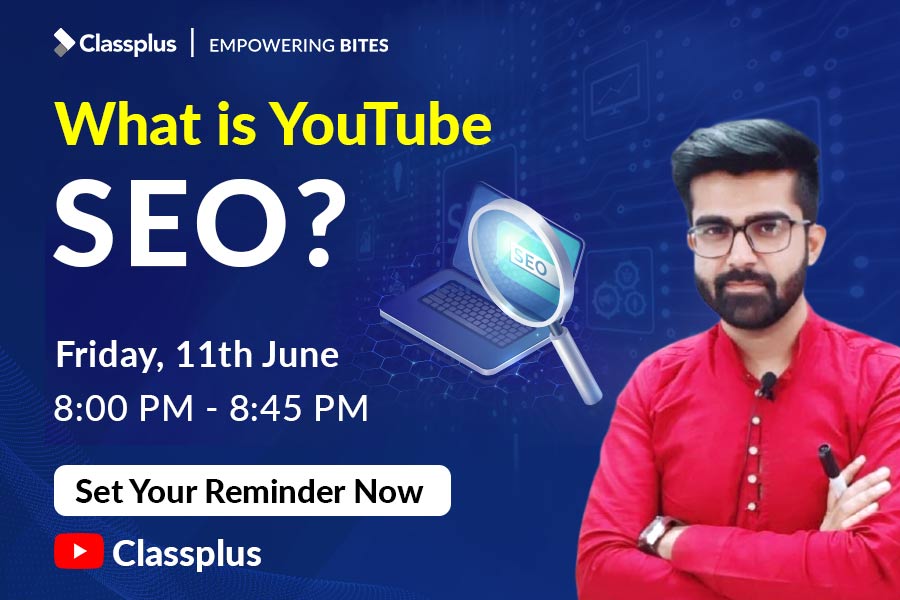 Classplus | EMPOWERING BITES
What is YouTube
SEO?
SEO
Friday, 11th June
8:00 PM - 8:45 PM
Set Your Reminder Now
Classplus